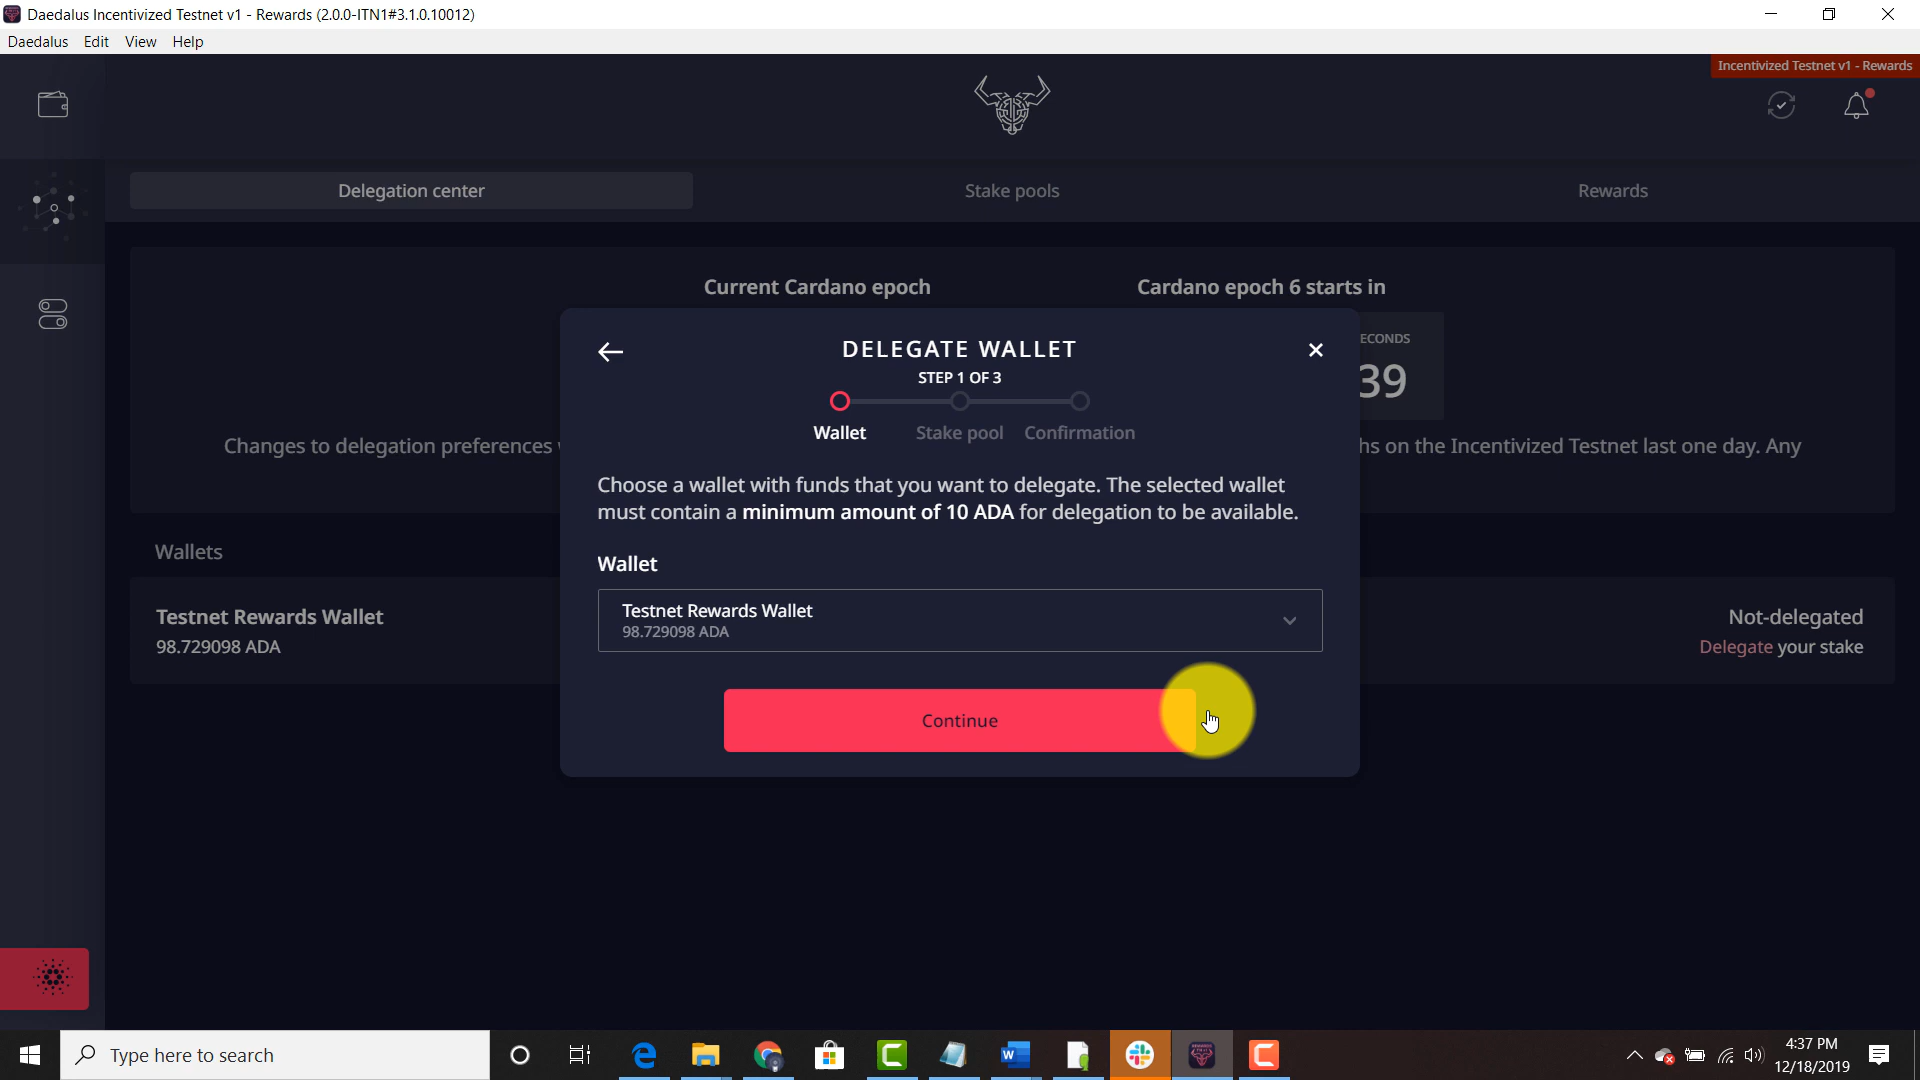 Daedalus Incentivized Testnet v1 - Rewards (2.0.0-ITN1#3.1.0.10012)
Daedalus Edit View Help
Incentivized Testnet v1 - Rewards
Delegation center
Stake pools
Rewards
Current Cardano epoch
Cardano epoch 6 starts in
ECONDS
39
Changes to delegation preferences
hs on the Incentivized Testnet last one day. Any
DELEGATE WALLET
STEP 1 OF 3
Wallet
Stake pool
Confirmation
Choose a wallet with funds that you want to delegate. The selected wallet
must contain a minimum amount of 10 ADA for delegation to be available.
Wallet
Testnet Rewards Wallet
98.729098 ADA
Continue
Wallets
Testnet Rewards Wallet
98.729098 ADA
Not-delegated
Delegate your stake
Type here to search
4:37 PM
12/18/2019